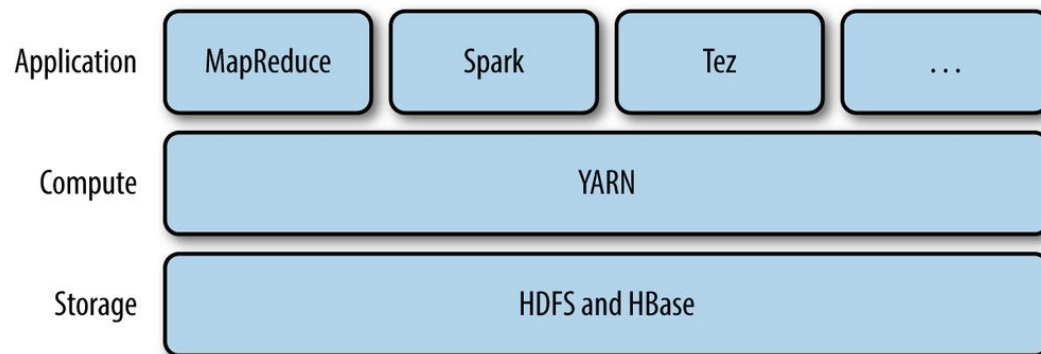 Application MapReduce Spark Tez ...
Compute YARN
Storage HDFS and HBase